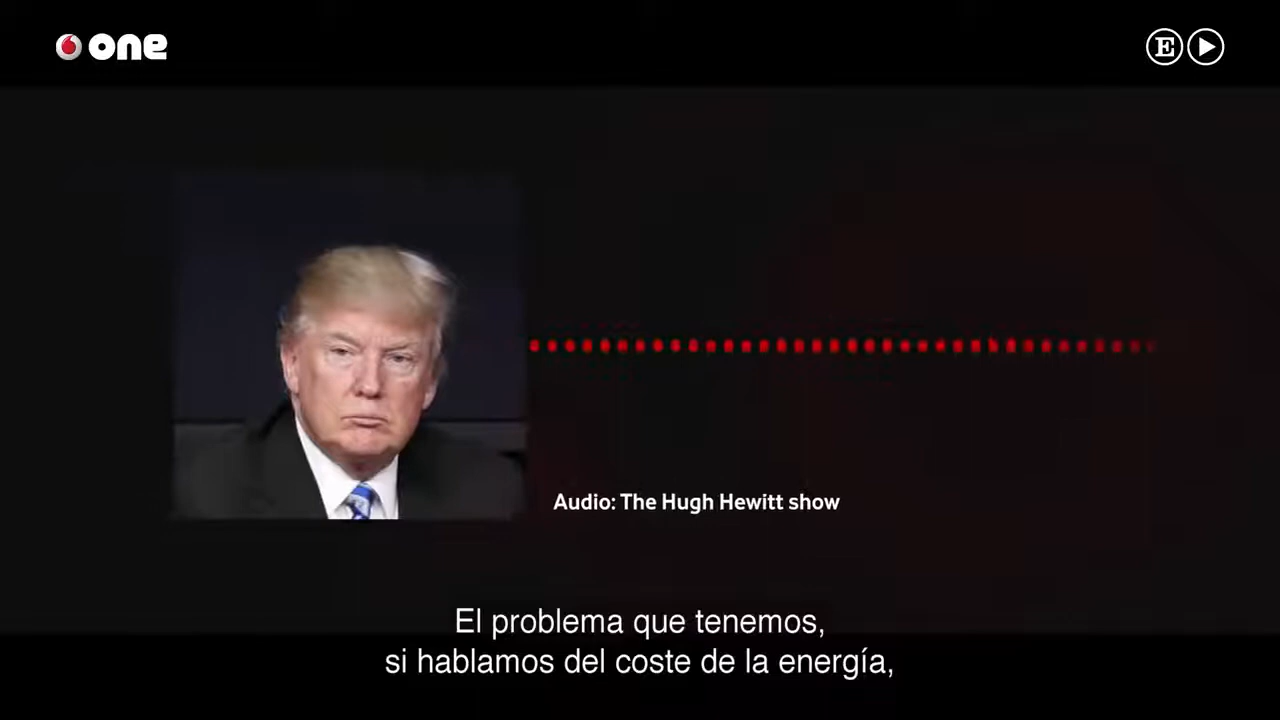 one
E
Audio: The Hugh Hewitt show
El problema que tenemos,
si hablamos del coste de la energía,